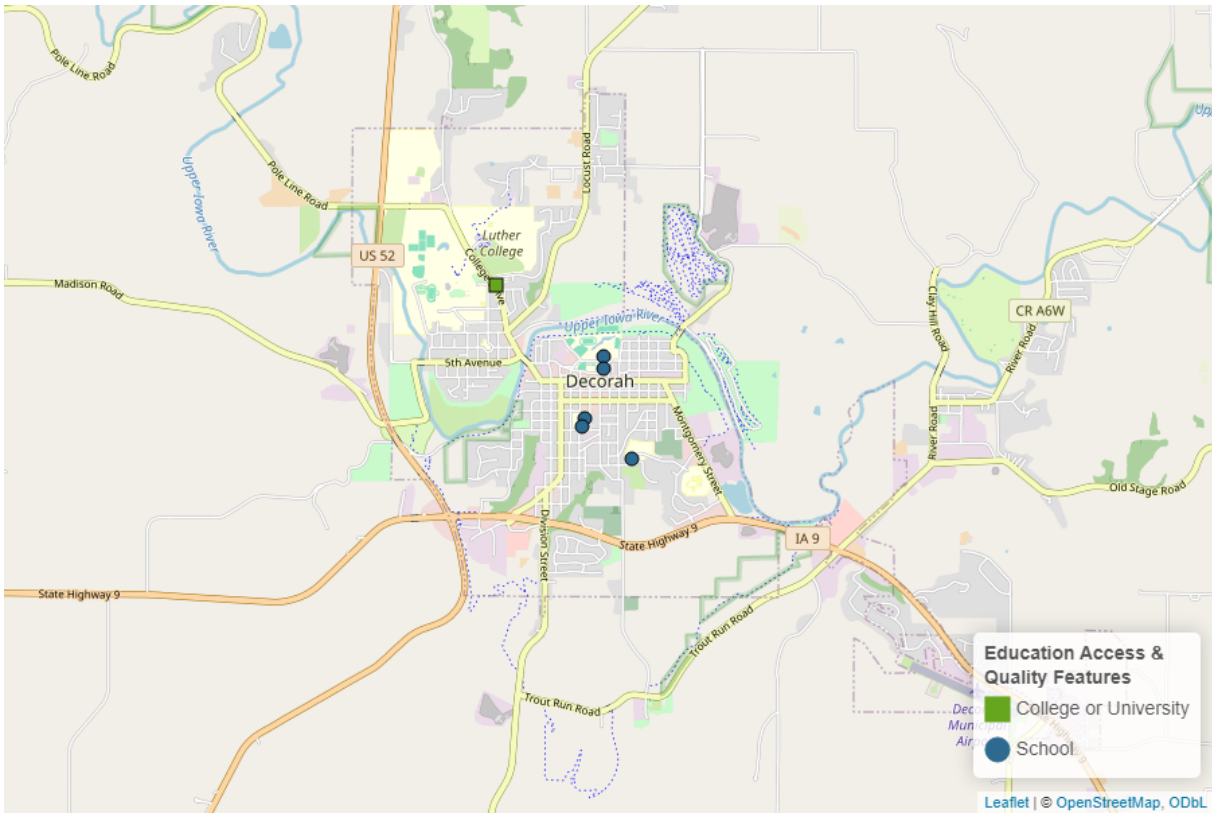 Pole Line Road
Upper Iowa River
Pole Line Road
Locust Road
Luther
College
US 52
College Ave
Madison Road
Upper Iowa River
CR A6W
Clay Hill Road
River Road
5th Avenue
Decorah
Montgomery Street
River Road
Old Stage Road
Division Street
State Highway 9
IA 9
State Highway 9
Trout Run Road
Trout Run Road
Education Access &
Quality Features
College or University
School
Leaflet | © OpenStreetMap, ODbL